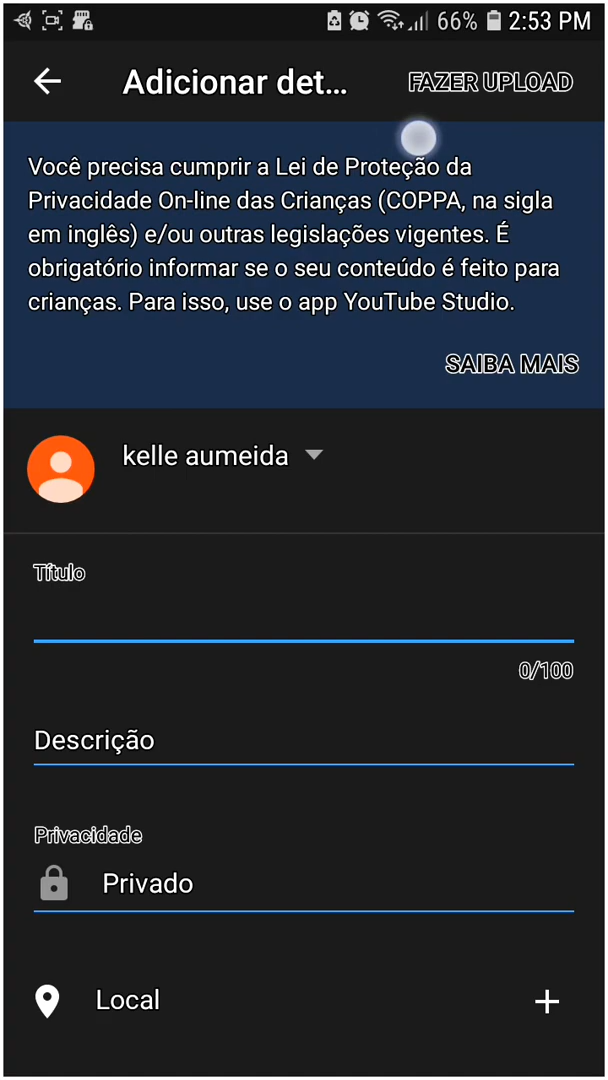 66% 2:53 PM
Adicionar det... FAZER UPLOAD
Você precisa cumprir a Lei de Proteção da
Privacidade On-line das Crianças (COPPA, na sigla
em inglês) e/ou outras legislações vigentes. É
obrigatório informar se o seu conteúdo é feito para
crianças. Para isso, use o app YouTube Studio.
SAIBA MAIS
kelle aumeida
Título
0/100
Descrição
Privacidade
Privado
Local